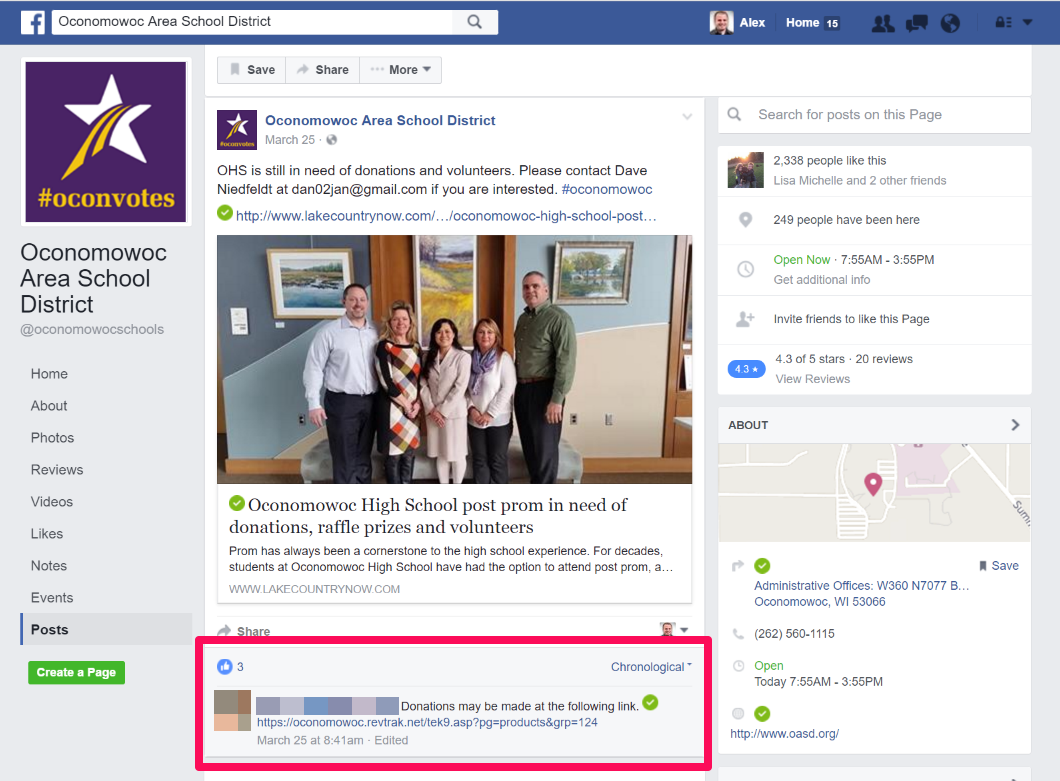 Oconomowoc Area School District
Alex
Home 15
#oconvotes
Oconomowoc
Area School
District
@oconomowocschools
Home
About
Photos
Reviews
Videos
Likes
Notes
Events
Posts
Create a Page
Save
Share
··· More
#oconvotes
Oconomowoc Area School District
March 25 ·
OHS is still in need of donations and volunteers. Please contact Dave
Niedfeldt at dan02jan@gmail.com if you are interested. #oconomowoc
http://www.lakecountrynow.com/…/oconomowoc-high-school-post…
Oconomowoc High School post prom in need of
donations, raffle prizes and volunteers
Prom has always been a cornerstone to the high school experience. For decades,
students at Oconomowoc High School have had the option to attend post prom, a…
WWW.LAKECOUNTRYNOW.COM
Share
3
Chronological
Donations may be made at the following link.
https://oconomowoc.revtrak.net/tek9.asp?pg=products&grp=124
March 25 at 8:41am · Edited
Search for posts on this Page
2,338 people like this
Lisa Michelle and 2 other friends
249 people have been here
Open Now · 7:55AM - 3:55PM
Get additional info
Invite friends to like this Page
4.3 ★
4.3 of 5 stars · 20 reviews
View Reviews
ABOUT
Sum
Save
Administrative Offices: W360 N7077 B…
Oconomowoc, WI 53066
(262) 560-1115
Open
Today 7:55AM - 3:55PM
http://www.oasd.org/